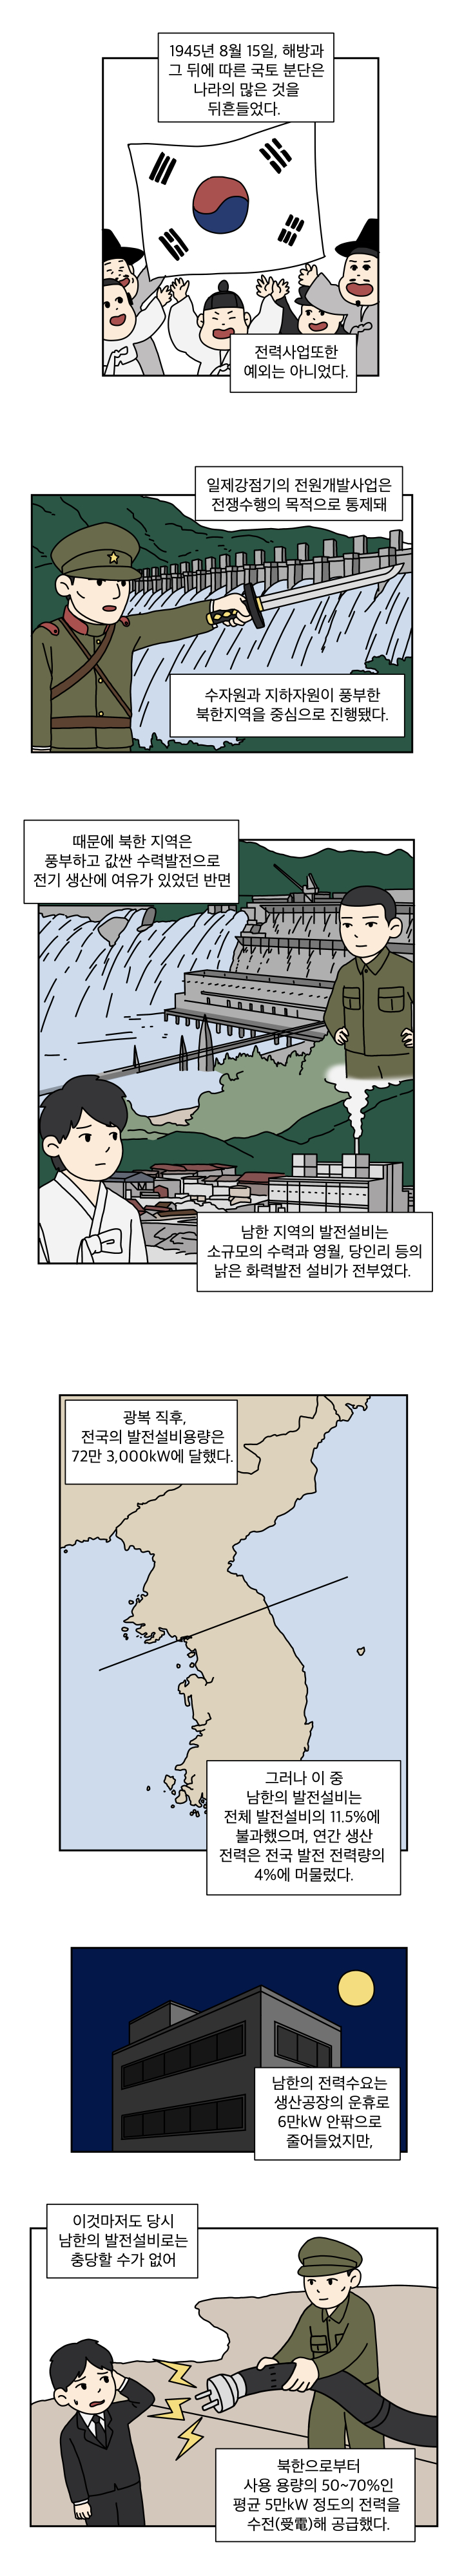 1945년 8월 15일, 해방과
그 뒤에 따른 국토 분단은
나라의 많은 것을
뒤흔들었다.
전력사업또한
예외는 아니었다.
일제강점기의 전원개발사업은
전쟁수행의 목적으로 통제돼
수자원과 지하자원이 풍부한
북한지역을 중심으로 진행됐다.
때문에 북한 지역은
풍부하고 값싼 수력발전으로
전기 생산에 여유가 있었던 반면
남한 지역의 발전설비는
소규모의 수력과 영월, 당인리 등의
낡은 화력발전 설비가 전부였다.
광복 직후,
전국의 발전설비용량은
72만 3,000kW에 달했다.
그러나 이 중
남한의 발전설비는
전체 발전설비의 11.5%에
불과했으며, 연간 생산
전력은 전국 발전 전력량의
4%에 머물렀다.
남한의 전력수요는
생산공장의 운휴로
6만kW 안팎으로
줄어들었지만,
이것마저도 당시
남한의 발전설비로는
충당할 수가 없어
북한으로부터
사용 용량의 50~70%인
평균 5만kW 정도의 전력을
수전(受電)해 공급했다.